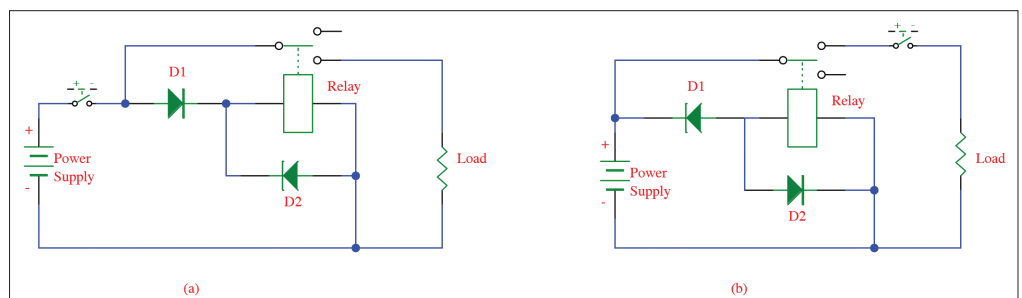 + -
D1
Relay
+
Power
Supply
-
D2
Load
(a)
+ -
D1
Relay
+
Power
Supply
-
D2
Load
(b)